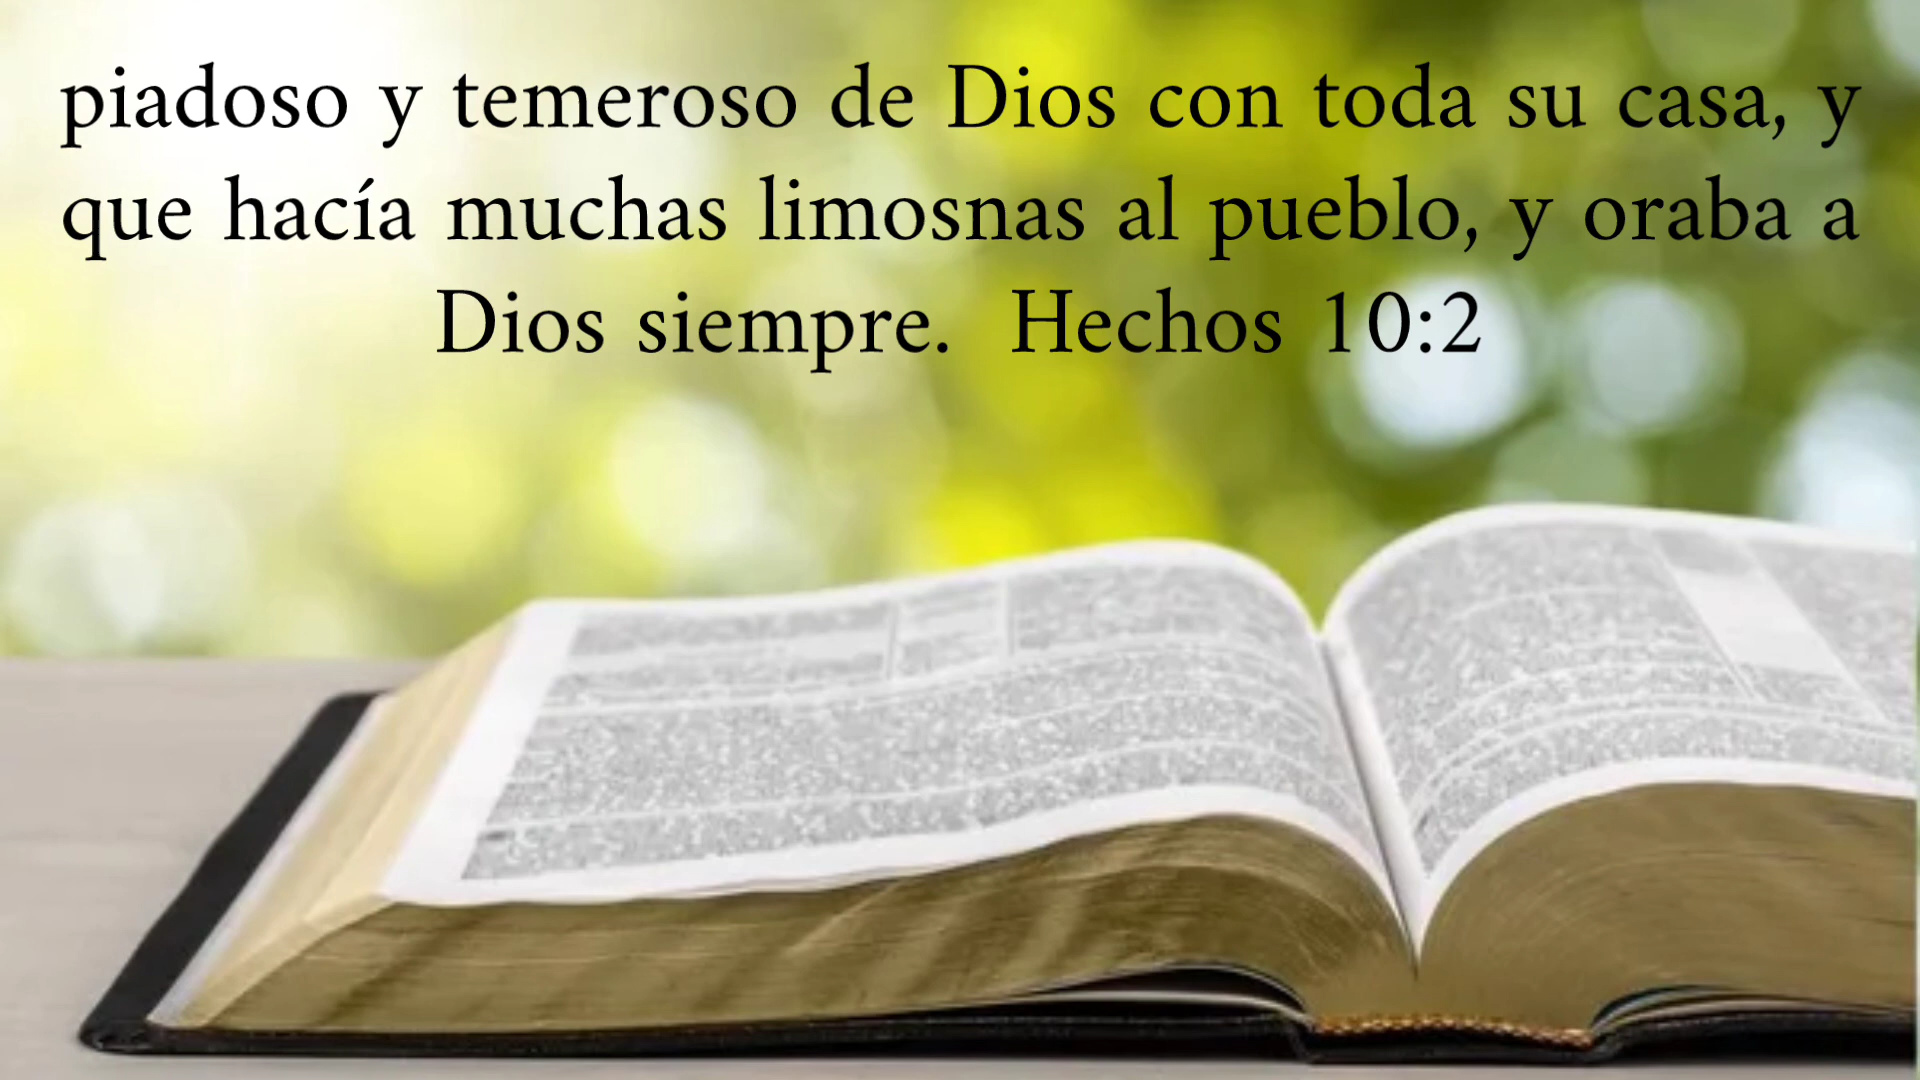 piadoso y temeroso de Dios con toda su casa, y
que hacía muchas limosnas al pueblo, y oraba a
Dios siempre.  Hechos 10:2